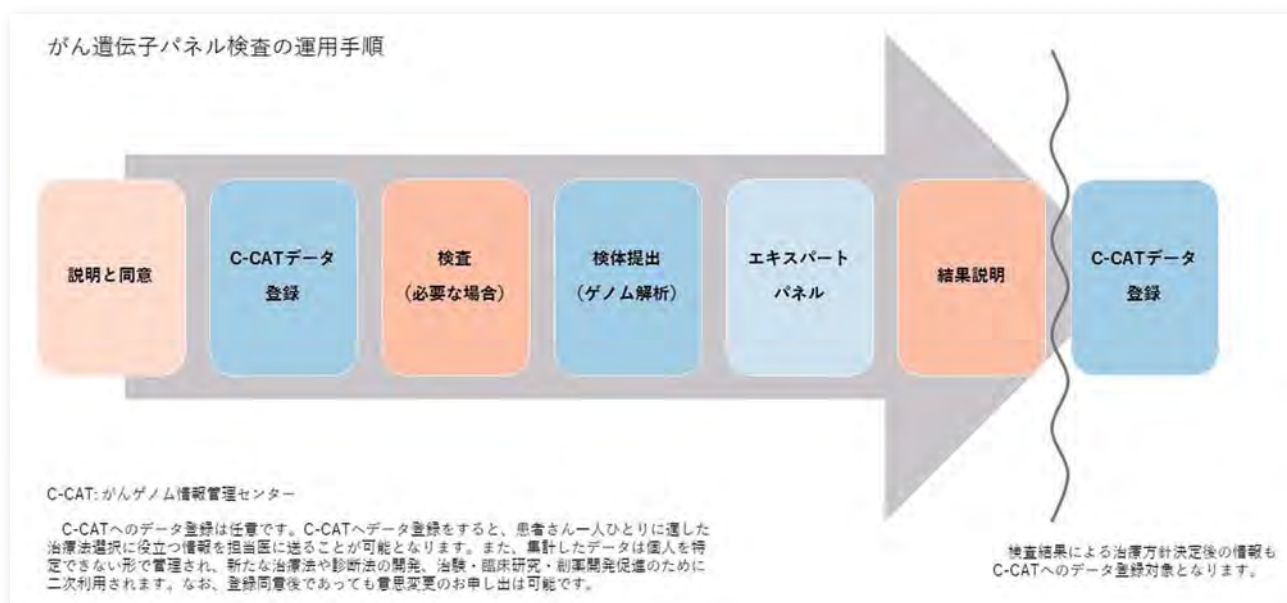 がん遺伝子パネル検査の運用手順
説明と同意
C-CATデータ
登録
検査
(必要な場合)
検体提出
(ゲノム解析)
エキスパート
パネル
結果説明
C-CATデータ
登録
C-CAT: がんゲノム情報管理センター
C-CATへのデータ登録は任意です。C-CATへデータ登録をすると、患者さん一人ひとりに適した
治療法選択に役立つ情報を担当医に送ることが可能となります。また、集計したデータは個人を特
定できない形で管理され、新たな治療法や診断法の開発、治験・臨床研究・創薬開発促進のために
二次利用されます。なお、登録同意後であっても意思変更のお申し出は可能です。
検査結果による治療方針決定後の情報も
C-CATへのデータ登録対象となります。